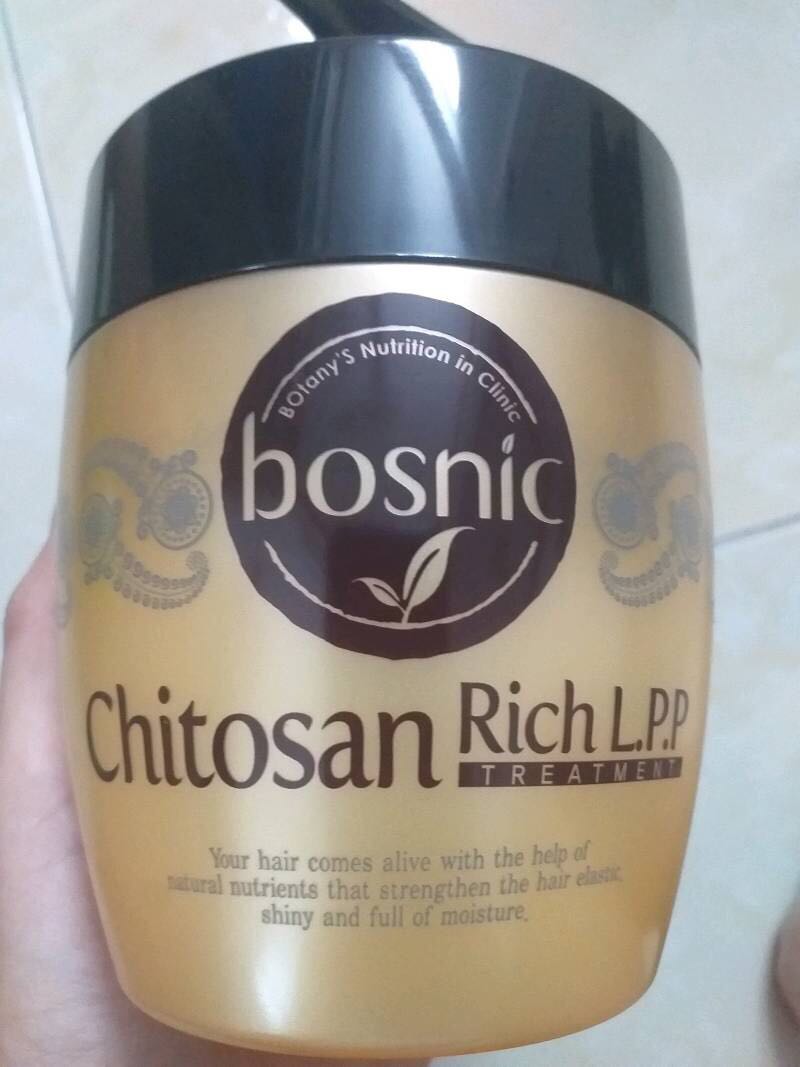 BOtany'S Nutrition in Clinic
bosnic
Chitosan Rich L.P.P
TREATMENT
Your hair comes alive with the help of
natural nutrients that strengthen the hair elastic,
shiny and full of moisture.